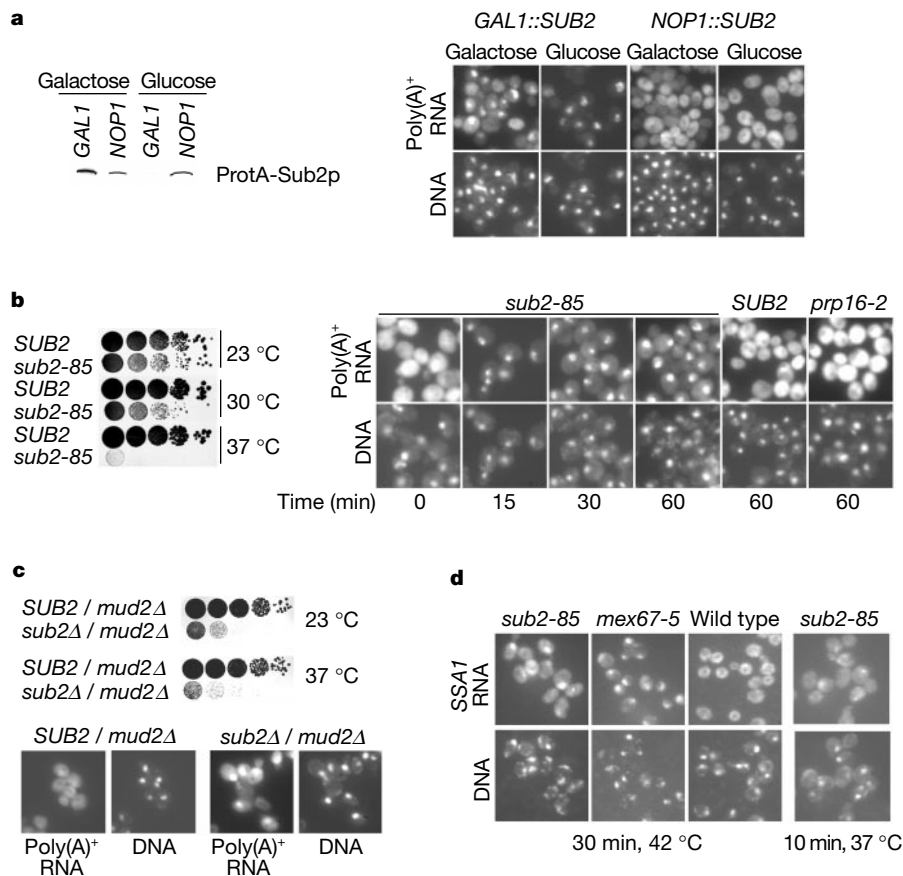 a
GAL1::SUB2 NOP1::SUB2
Galactose Glucose Galactose Glucose
Galactose Glucose
GAL1 NOP1 GAL1 NOP1
ProtA-Sub2p
Poly(A)+ RNA
DNA
b
sub2-85 SUB2 prp16-2
SUB2
sub2-85
23 °C
SUB2
sub2-85
30 °C
SUB2
sub2-85
37 °C
Poly(A)+ RNA
DNA
Time (min) 0 15 30 60 60 60
c
SUB2 / mud2Δ
sub2Δ / mud2Δ
23 °C
SUB2 / mud2Δ
sub2Δ / mud2Δ
37 °C
SUB2 / mud2Δ sub2Δ / mud2Δ
Poly(A)+ RNA DNA Poly(A)+ RNA DNA
d
sub2-85 mex67-5 Wild type sub2-85
SSA1 RNA
DNA
30 min, 42 °C 10 min, 37 °C